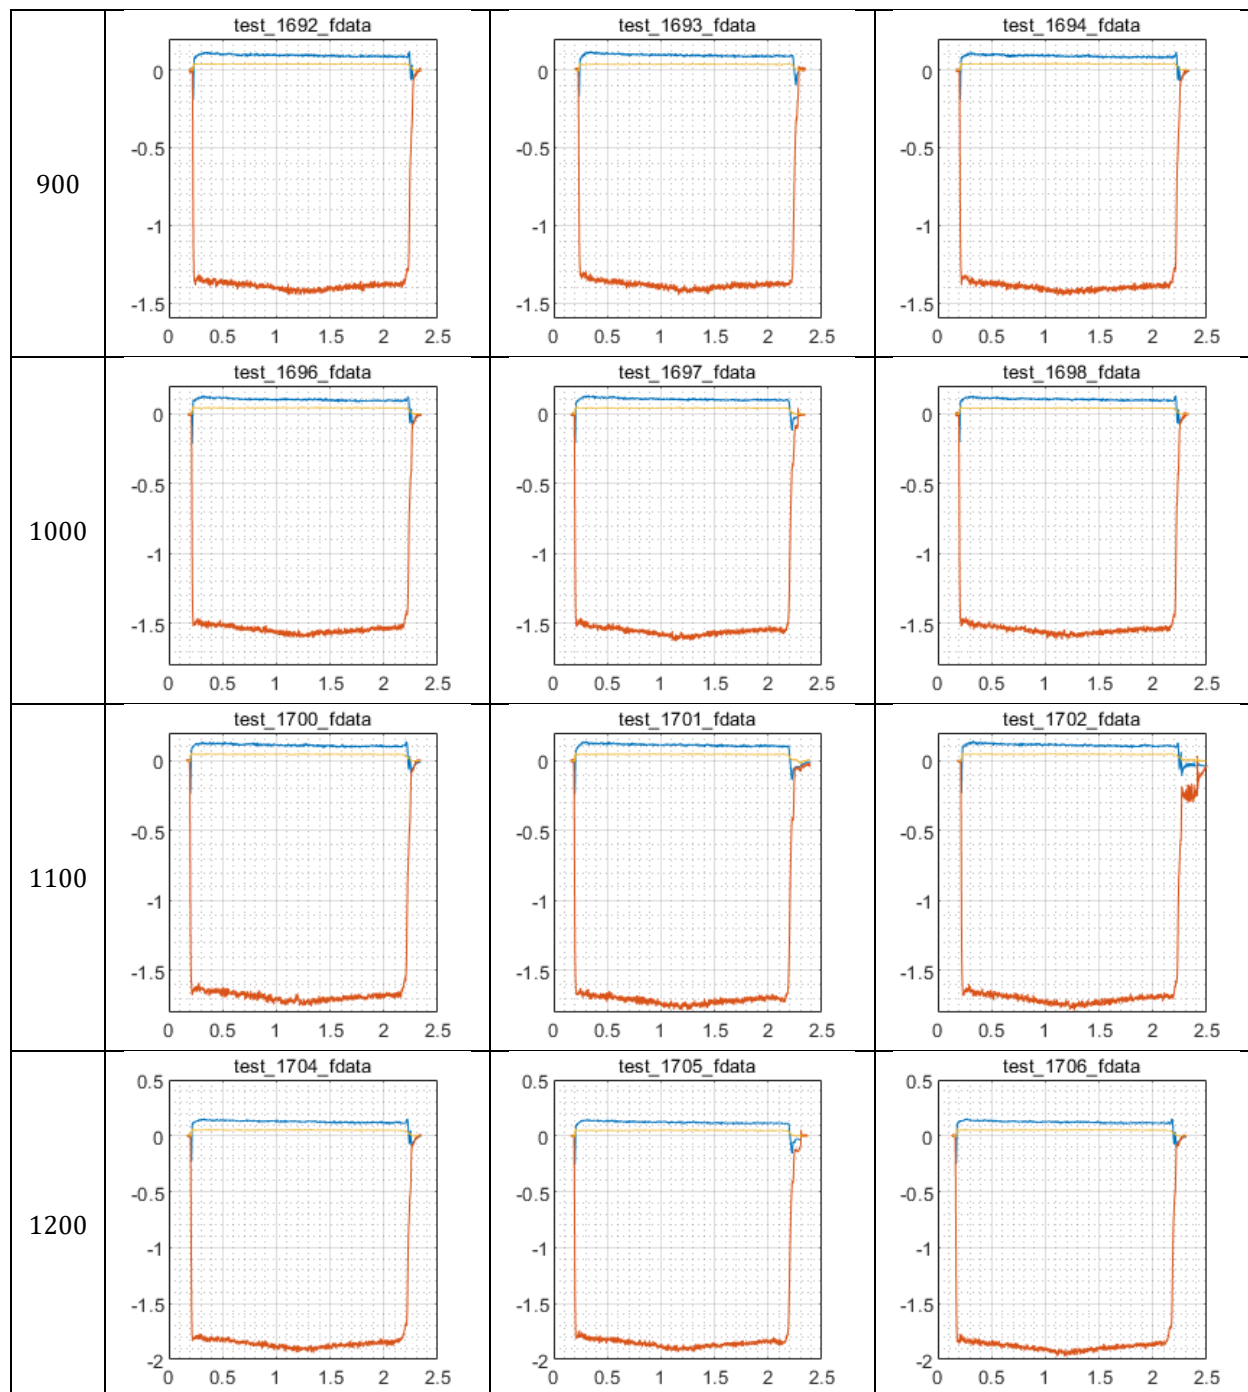 test_1692_fdata test_1693_fdata test_1694_fdata
0 0 0
-0.5 -0.5 -0.5
900
-1 -1 -1
-1.5 -1.5 -1.5
0 0.5 1 1.5 2 2.5 0 0.5 1 1.5 2 2.5 0 0.5 1 1.5 2 2.5
test_1696_fdata test_1697_fdata test_1698_fdata
0 0 0
-0.5 -0.5 -0.5
1000
-1 -1 -1
-1.5 -1.5 -1.5
0 0.5 1 1.5 2 2.5 0 0.5 1 1.5 2 2.5 0 0.5 1 1.5 2 2.5
test_1700_fdata test_1701_fdata test_1702_fdata
0 0 0
-0.5 -0.5 -0.5
1100
-1 -1 -1
-1.5 -1.5 -1.5
0 0.5 1 1.5 2 2.5 0 0.5 1 1.5 2 2.5 0 0.5 1 1.5 2 2.5
test_1704_fdata test_1705_fdata test_1706_fdata
0.5 0.5 0.5
0 0 0
-0.5 -0.5 -0.5
1200
-1 -1 -1
-1.5 -1.5 -1.5
-2 -2 -2
0 0.5 1 1.5 2 2.5 0 0.5 1 1.5 2 2.5 0 0.5 1 1.5 2 2.5